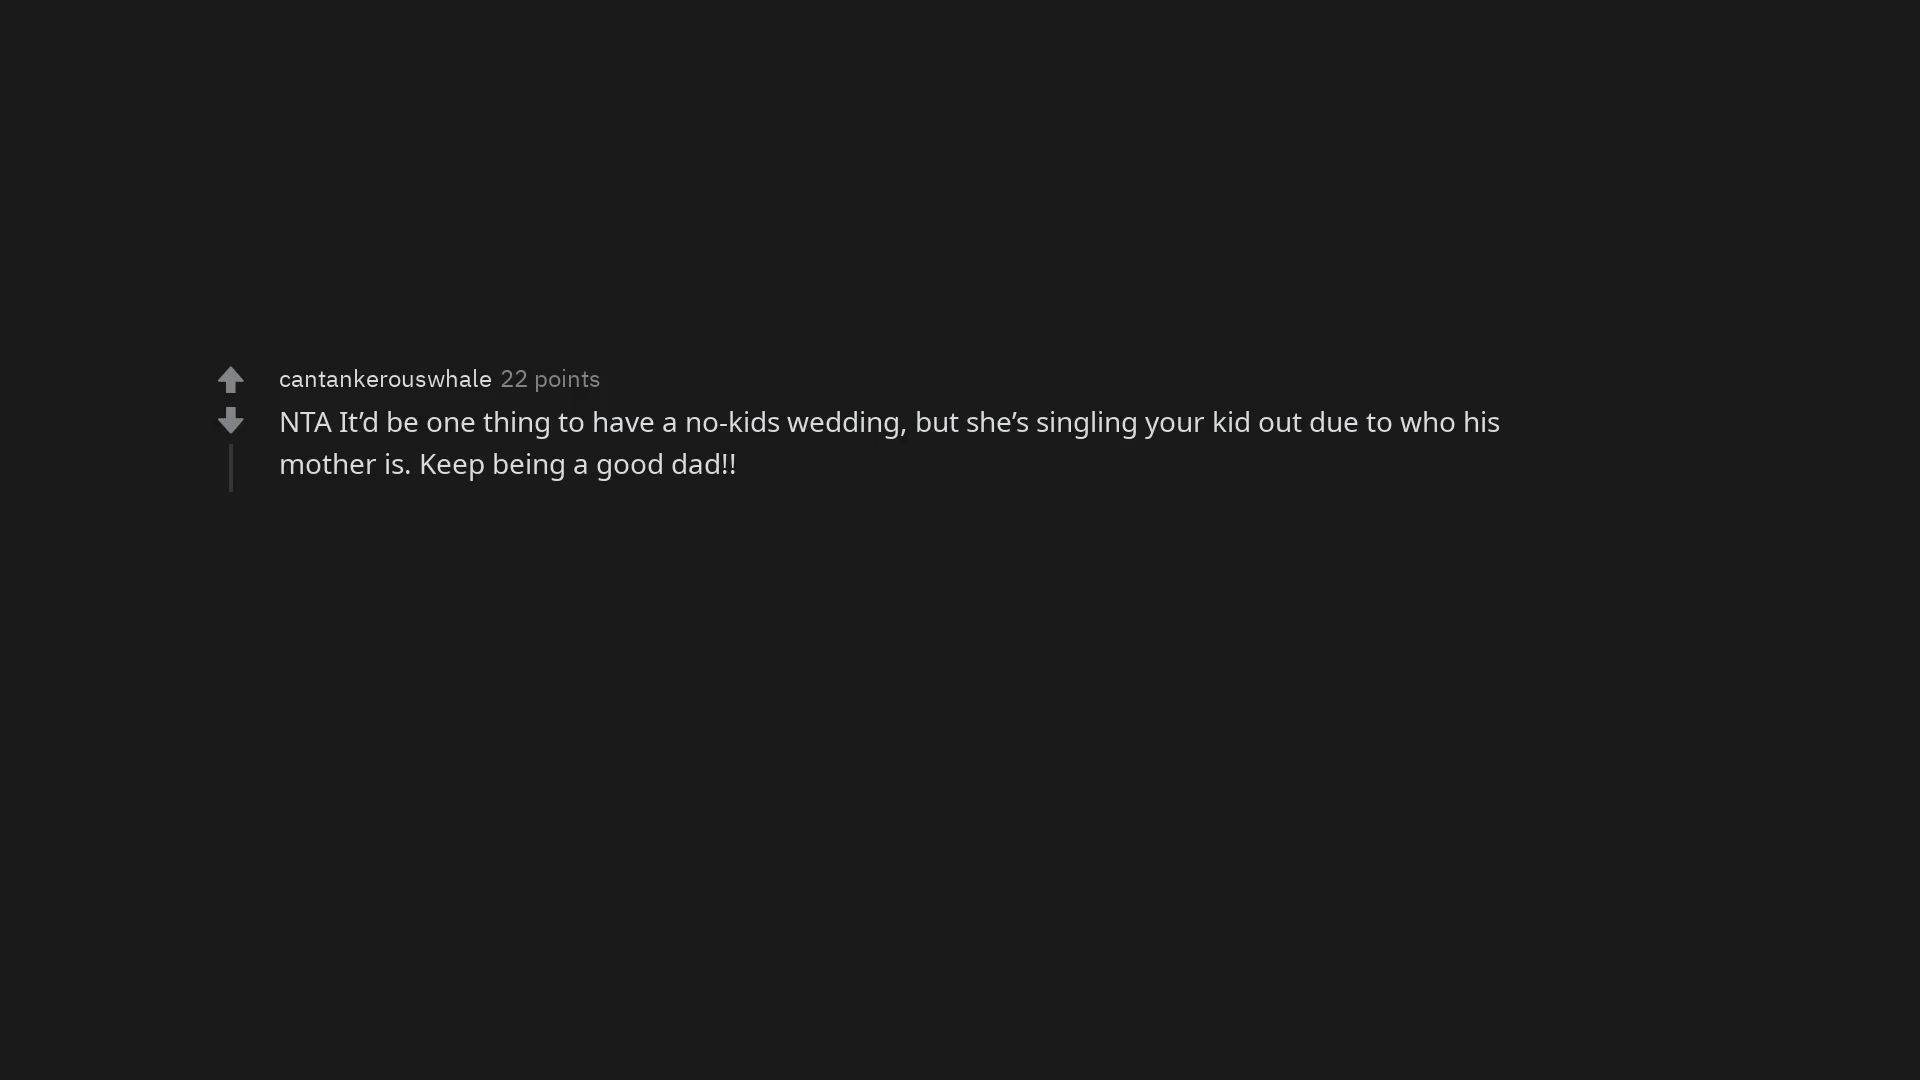 cantankerouswhale 22 points
NTA It’d be one thing to have a no-kids wedding, but she’s singling your kid out due to who his
mother is. Keep being a good dad!!